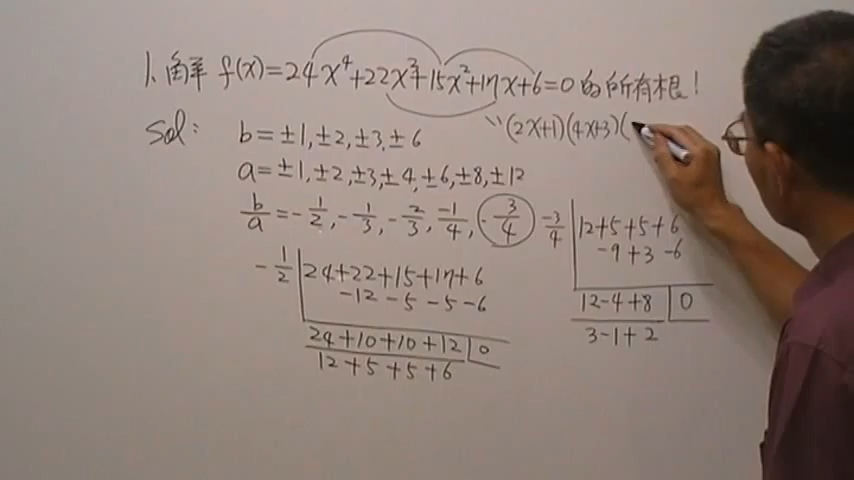 1. 解 f(x)=24x⁴+22x³+15x²+17x+6=0 的所有根!
Sol: b=±1,±2,±3,±6
∵(2x+1)(4x+3)(
a=±1,±2,±3,±4,±6,±8,±12
b/a=-1/2,-1/3,-2/3,-1/4,-3/4
-1/2 | 24+22+15+17+6
-12-5-5-6
24+10+10+12 | 0
12+5+5+6
-3/4 | 12+5+5+6
-9+3-6
12-4+8 | 0
3-1+2